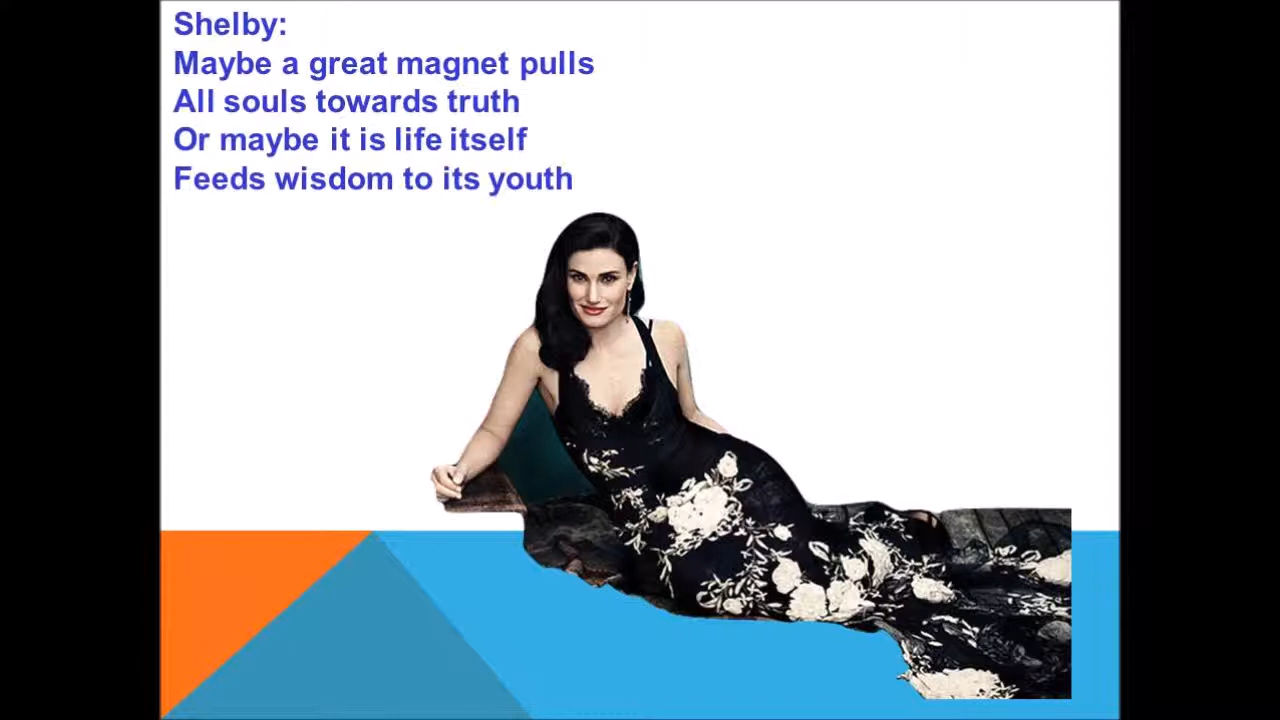 Shelby:
Maybe a great magnet pulls
All souls towards truth
Or maybe it is life itself
Feeds wisdom to its youth